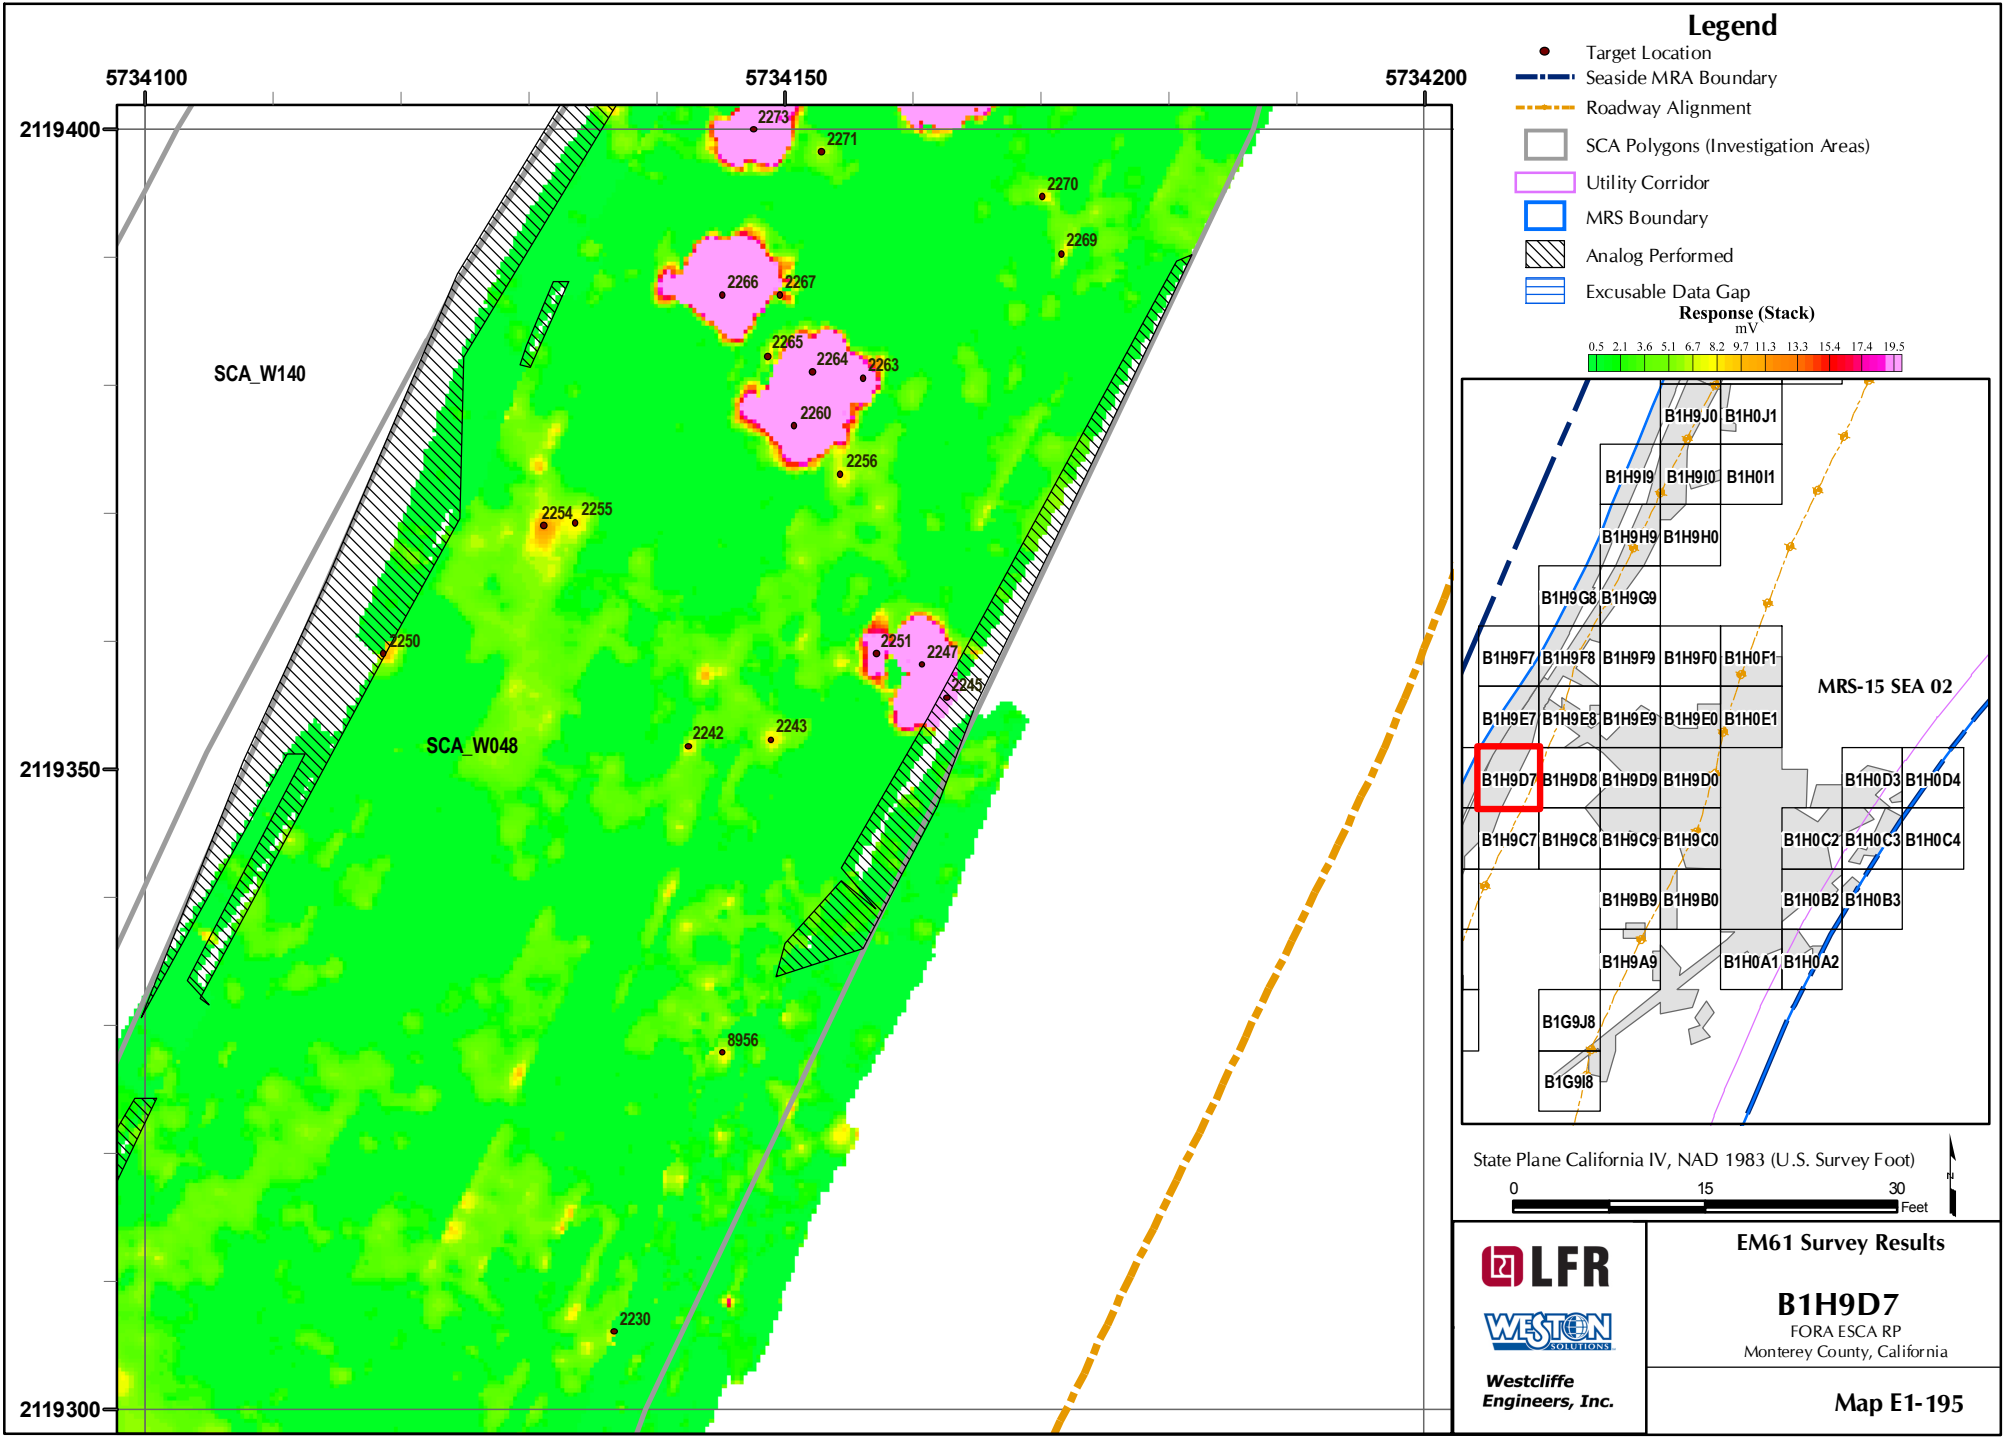 5734100
5734150
5734200
2119400
2119350
2119300
2273
2271
2270
2269
2266
2267
2265
2264
2263
2260
2256
2254
2255
2250
2251
2247
2245
2242
2243
8956
2230
SCA_W140
SCA_W048
Legend
Target Location
Seaside MRA Boundary
Roadway Alignment
SCA Polygons (Investigation Areas)
Utility Corridor
MRS Boundary
Analog Performed
Excusable Data Gap
Response (Stack)
mV
0.5 2.1 3.6 5.1 6.7 8.2 9.7 11.3 13.3 15.4 17.4 19.5
B1H9J0 B1H0J1
B1H9I9 B1H9I0 B1H0I1
B1H9H9 B1H9H0
B1H9G8 B1H9G9
B1H9F7 B1H9F8 B1H9F9 B1H9F0 B1H0F1
MRS-15 SEA 02
B1H9E7 B1H9E8 B1H9E9 B1H9E0 B1H0E1
B1H9D7 B1H9D8 B1H9D9 B1H9D0 B1H0D3 B1H0D4
B1H9C7 B1H9C8 B1H9C9 B1H9C0 B1H0C2 B1H0C3 B1H0C4
B1H9B9 B1H9B0 B1H0B2 B1H0B3
B1H9A9 B1H0A1 B1H0A2
B1G9J8
B1G9I8
State Plane California IV, NAD 1983 (U.S. Survey Foot)
0 15 30
Feet
N
LFR
WESTON
SOLUTIONS
Westcliffe
Engineers, Inc.
EM61 Survey Results
B1H9D7
FORA ESCA RP
Monterey County, California
Map E1-195